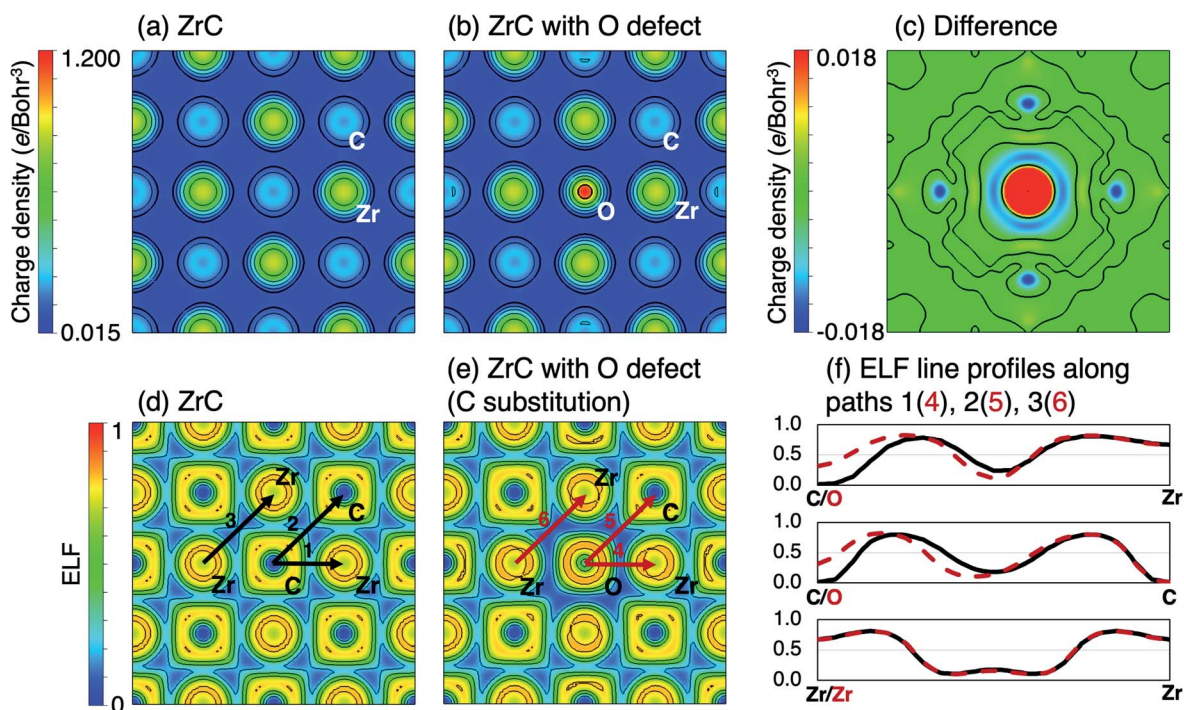 (a) ZrC
(b) ZrC with O defect
(c) Difference
Charge density (e/Bohr³)
1.200
0.015
C
Zr
C
O
Zr
Charge density (e/Bohr³)
0.018
-0.018
(d) ZrC
(e) ZrC with O defect
(C substitution)
(f) ELF line profiles along
paths 1(4), 2(5), 3(6)
ELF
1
0
Zr
3
2
C
1
Zr
C
Zr
Zr
6
5
C
4
Zr
O
Zr
1.0
0.5
0.0
C/O
Zr
1.0
0.5
0.0
C/O
C
1.0
0.5
0.0
Zr/Zr
Zr